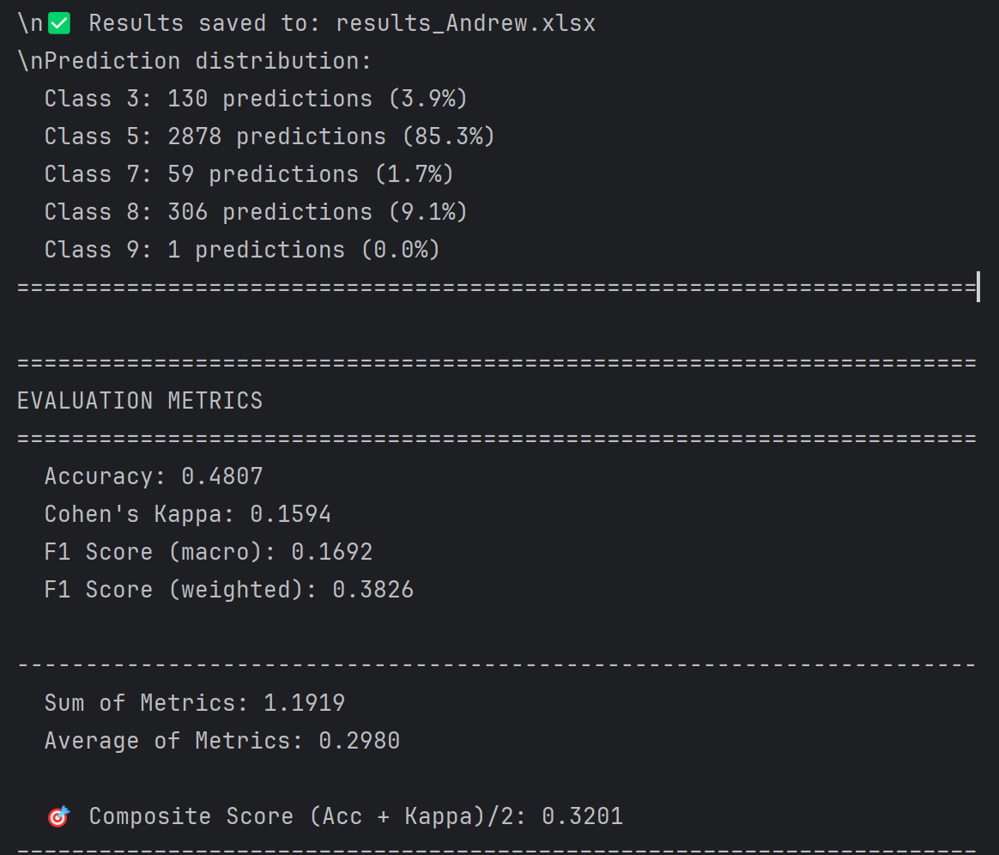 \n✅ Results saved to: results_Andrew.xlsx
\nPrediction distribution:
Class 3: 130 predictions (3.9%)
Class 5: 2878 predictions (85.3%)
Class 7: 59 predictions (1.7%)
Class 8: 306 predictions (9.1%)
Class 9: 1 predictions (0.0%)
======================================================================
======================================================================
EVALUATION METRICS
======================================================================
Accuracy: 0.4807
Cohen's Kappa: 0.1594
F1 Score (macro): 0.1692
F1 Score (weighted): 0.3826
----------------------------------------------------------------------
Sum of Metrics: 1.1919
Average of Metrics: 0.2980
🎯 Composite Score (Acc + Kappa)/2: 0.3201
----------------------------------------------------------------------